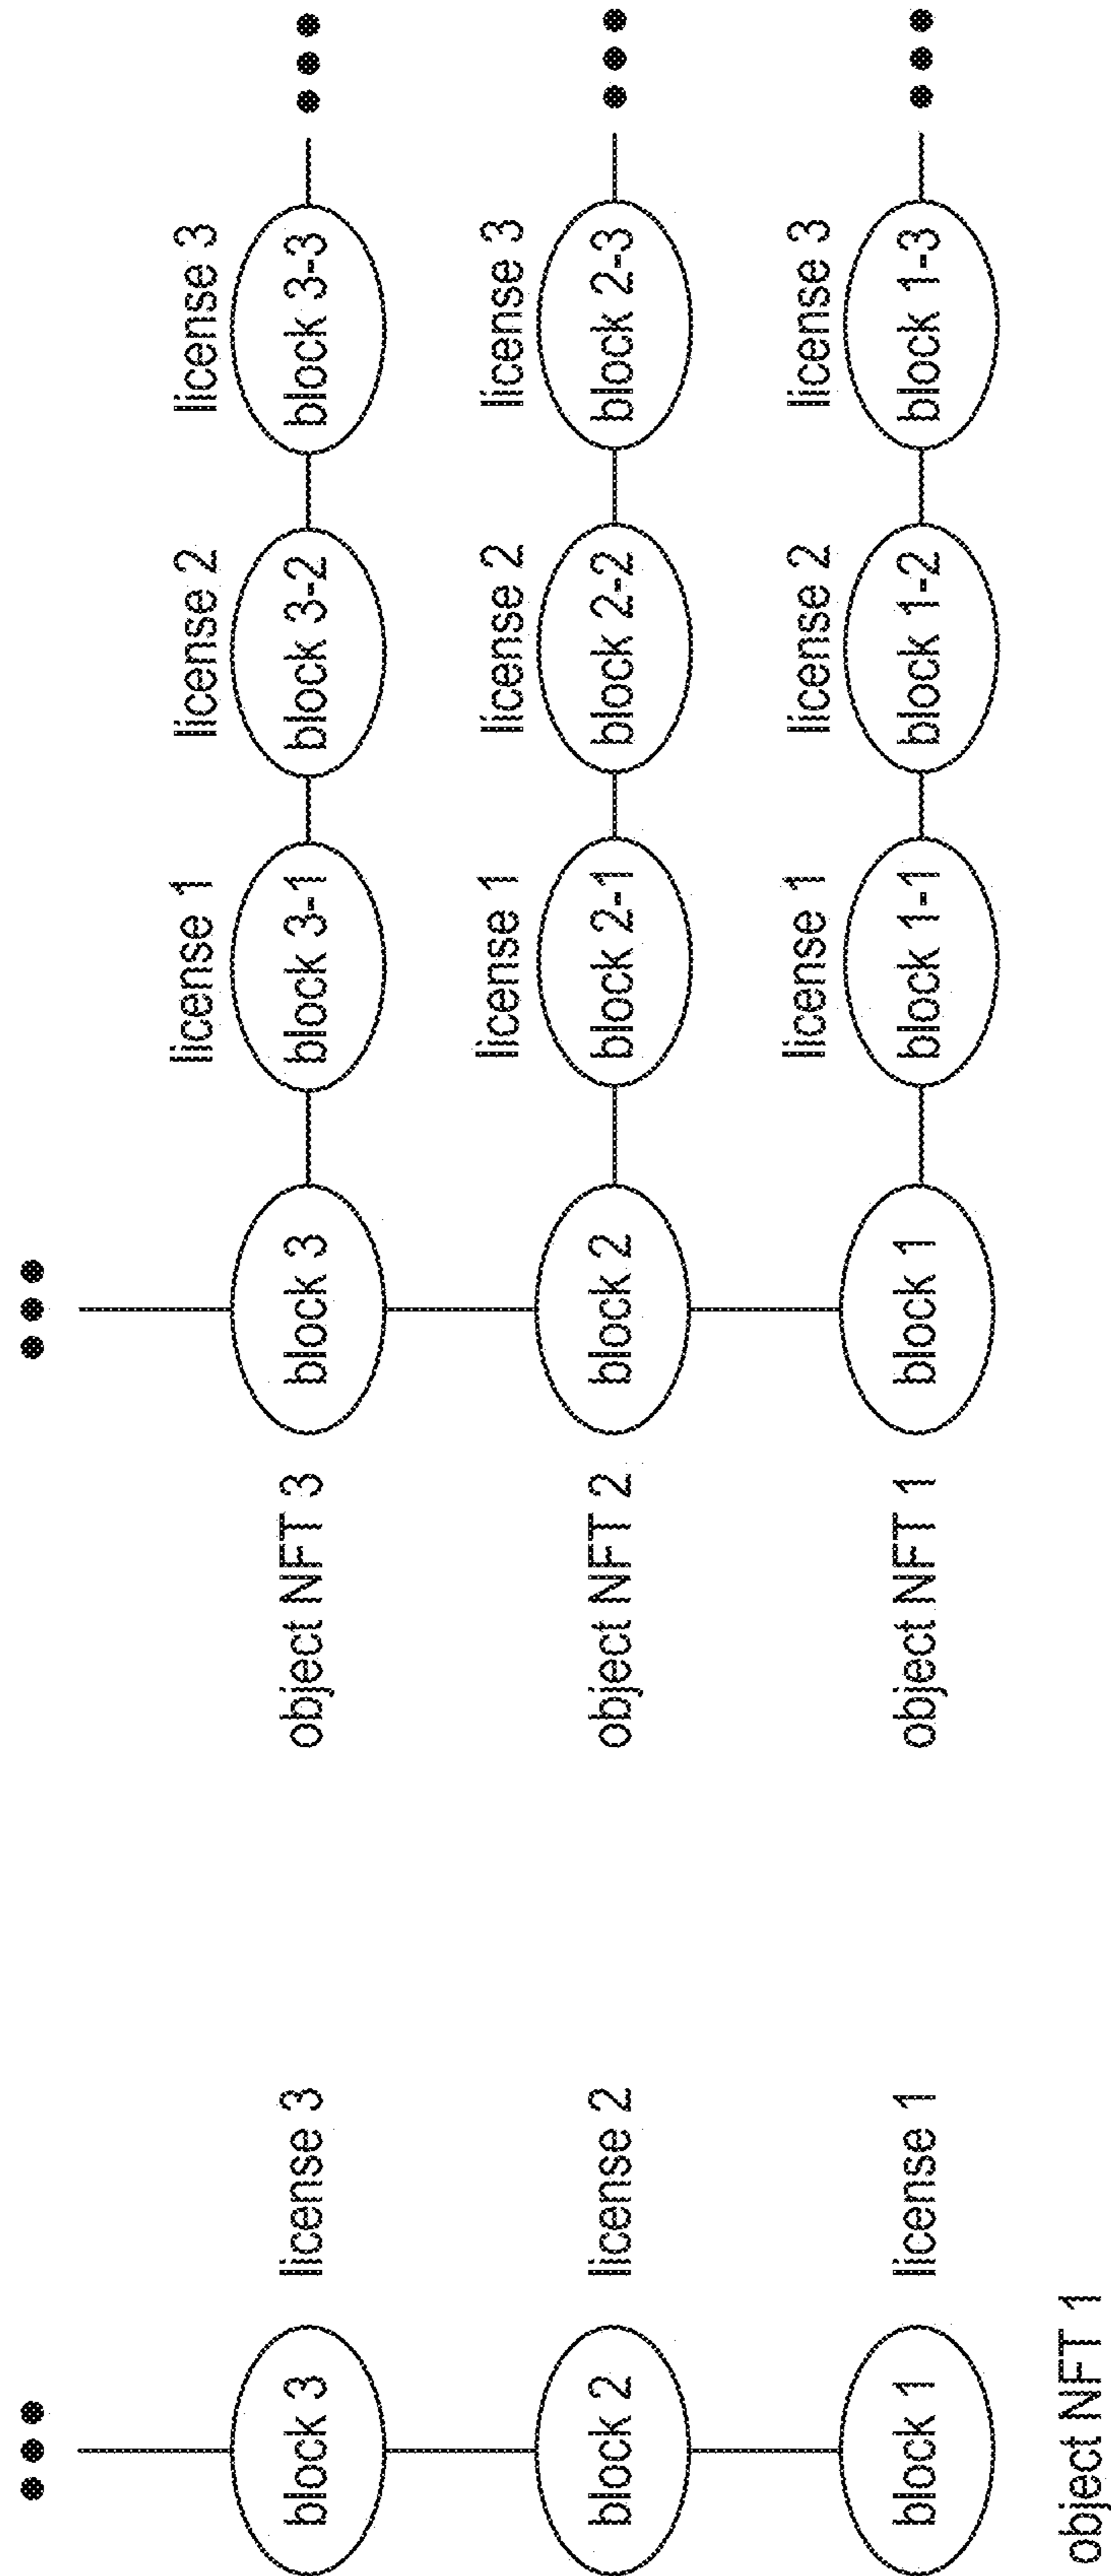 block 3
license 3
block 2
license 2
block 1
license 1
object NFT 1
license 1
license 2
license 3
object NFT 3
block 3
block 3-1
block 3-2
block 3-3
license 1
license 2
license 3
object NFT 2
block 2
block 2-1
block 2-2
block 2-3
license 1
license 2
license 3
object NFT 1
block 1
block 1-1
block 1-2
block 1-3